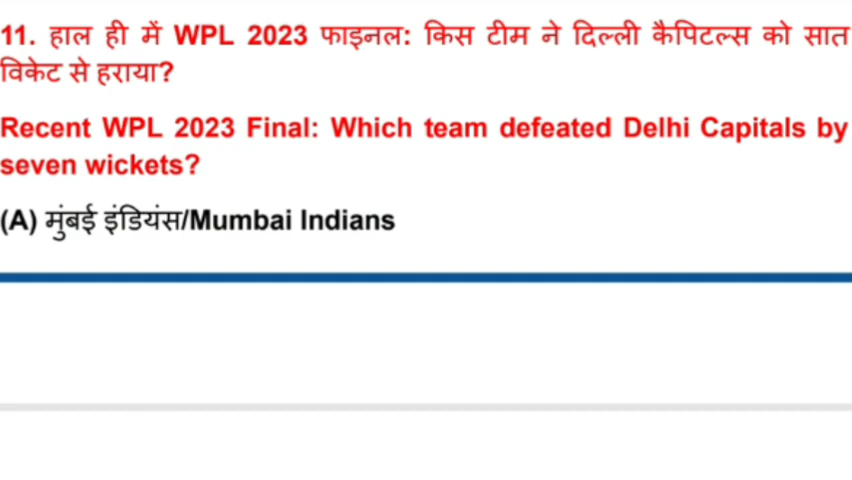 11. हाल ही में WPL 2023 फाइनल: किस टीम ने दिल्ली कैपिटल्स को सात
विकेट से हराया?
Recent WPL 2023 Final: Which team defeated Delhi Capitals by
seven wickets?
(A) मुंबई इंडियंस/Mumbai Indians